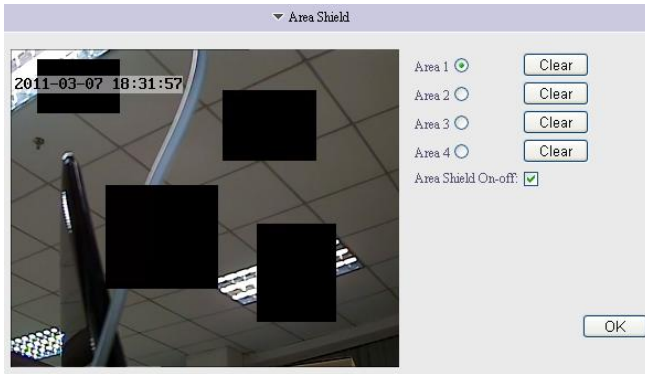 Area Shield
2011-03-07 18:31:57
Area 1 Clear
Area 2 Clear
Area 3 Clear
Area 4 Clear
Area Shield On-off:
OK